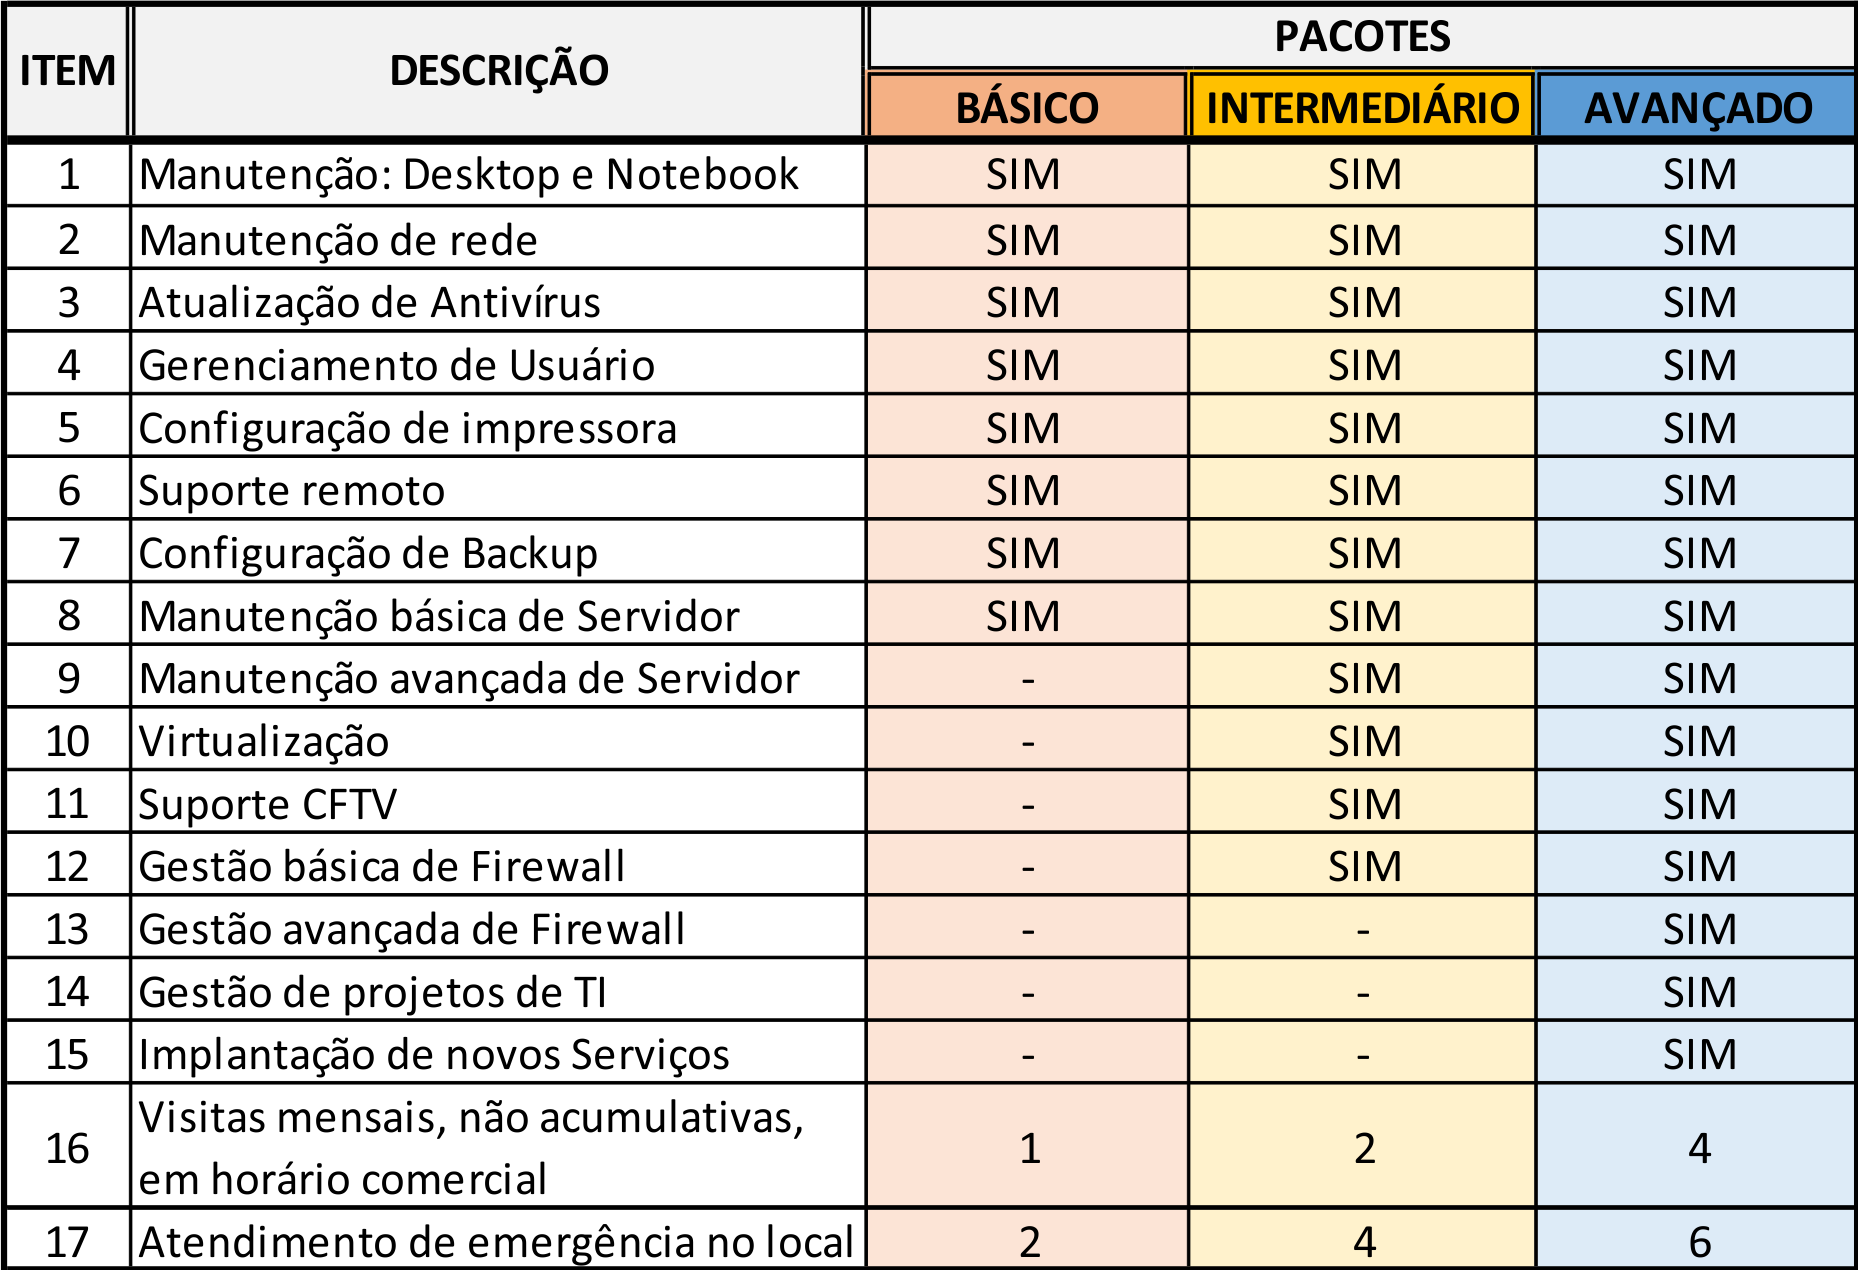 ITEM DESCRIÇÃO PACOTES
BÁSICO INTERMEDIÁRIO AVANÇADO
1 Manutenção: Desktop e Notebook SIM SIM SIM
2 Manutenção de rede SIM SIM SIM
3 Atualização de Antivírus SIM SIM SIM
4 Gerenciamento de Usuário SIM SIM SIM
5 Configuração de impressora SIM SIM SIM
6 Suporte remoto SIM SIM SIM
7 Configuração de Backup SIM SIM SIM
8 Manutenção básica de Servidor SIM SIM SIM
9 Manutenção avançada de Servidor - SIM SIM
10 Virtualização - SIM SIM
11 Suporte CFTV - SIM SIM
12 Gestão básica de Firewall - SIM SIM
13 Gestão avançada de Firewall - - SIM
14 Gestão de projetos de TI - - SIM
15 Implantação de novos Serviços - - SIM
16 Visitas mensais, não acumulativas,
em horário comercial 1 2 4
17 Atendimento de emergência no local 2 4 6